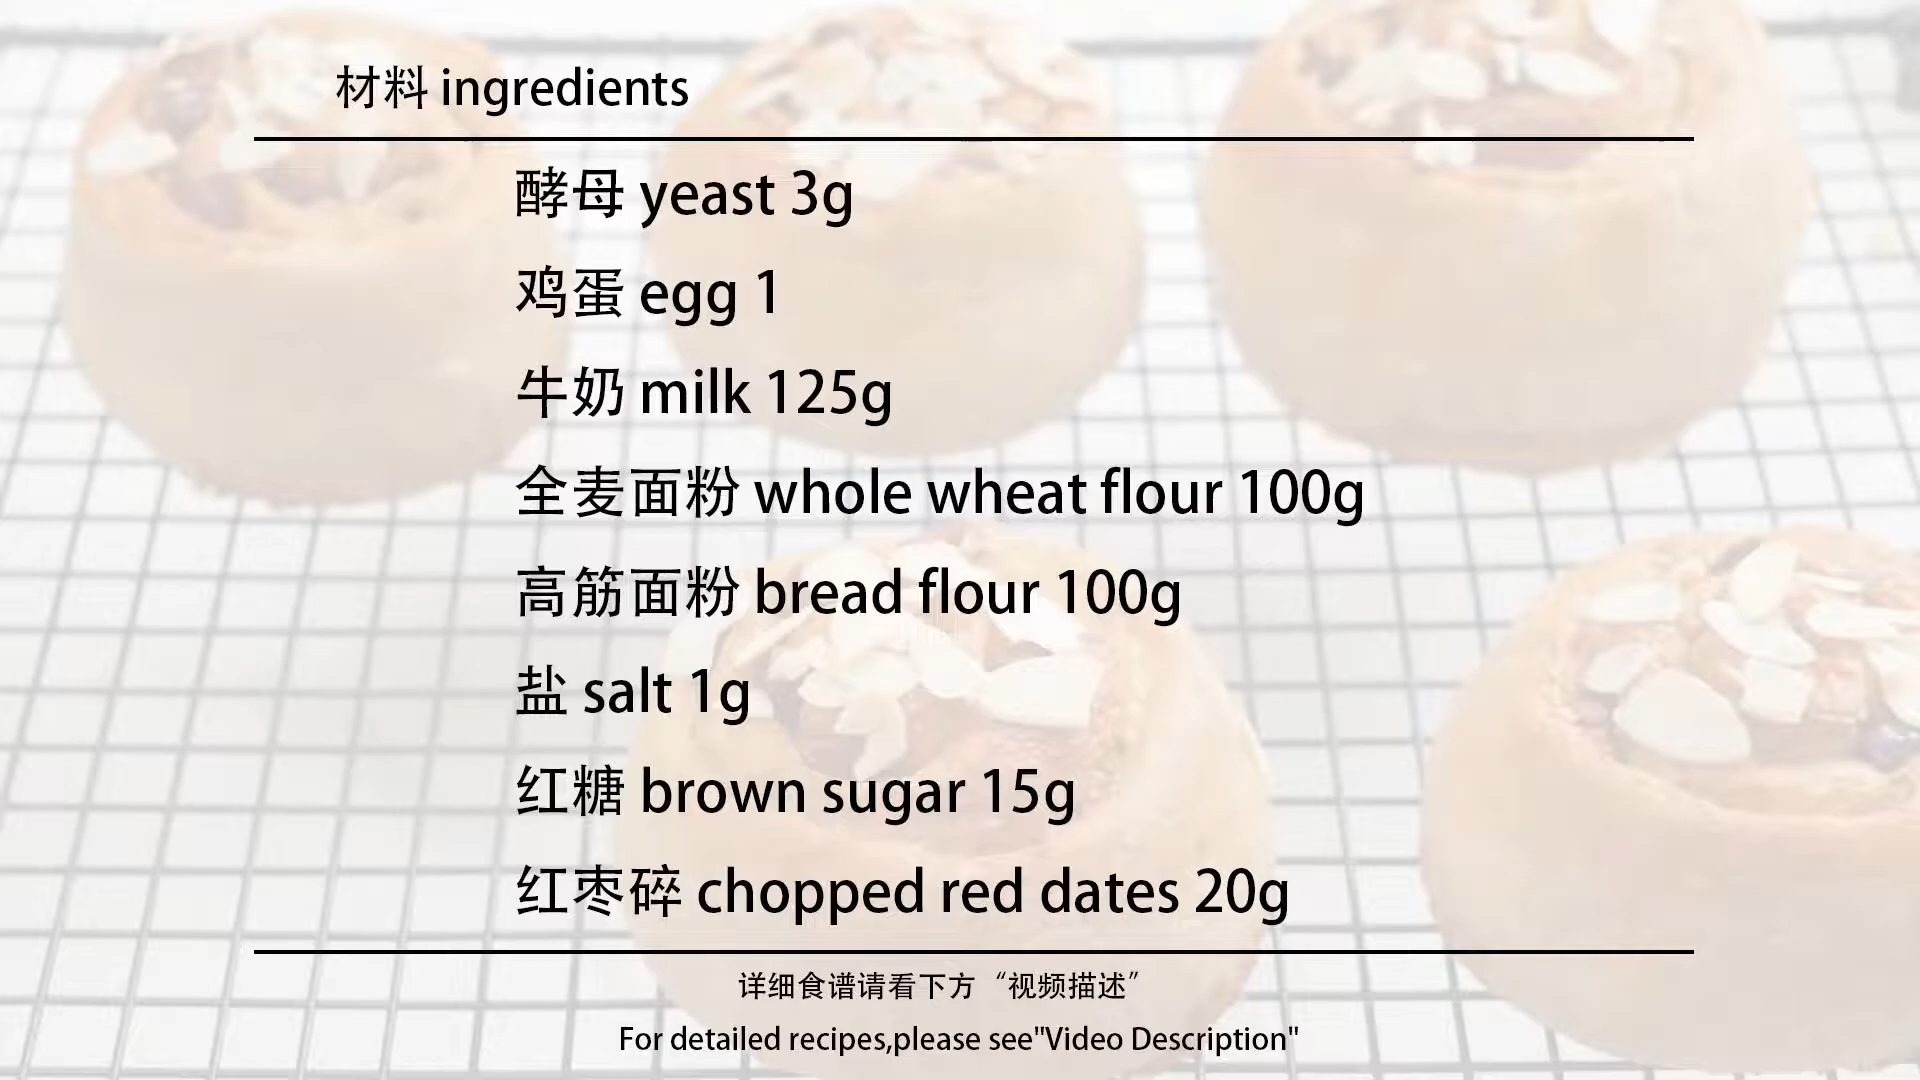 材料 ingredients
酵母 yeast 3g
鸡蛋 egg 1
牛奶 milk 125g
全麦面粉 whole wheat flour 100g
高筋面粉 bread flour 100g
盐 salt 1g
红糖 brown sugar 15g
红枣碎 chopped red dates 20g
详细食谱请看下方“视频描述”
For detailed recipes,please see"Video Description"